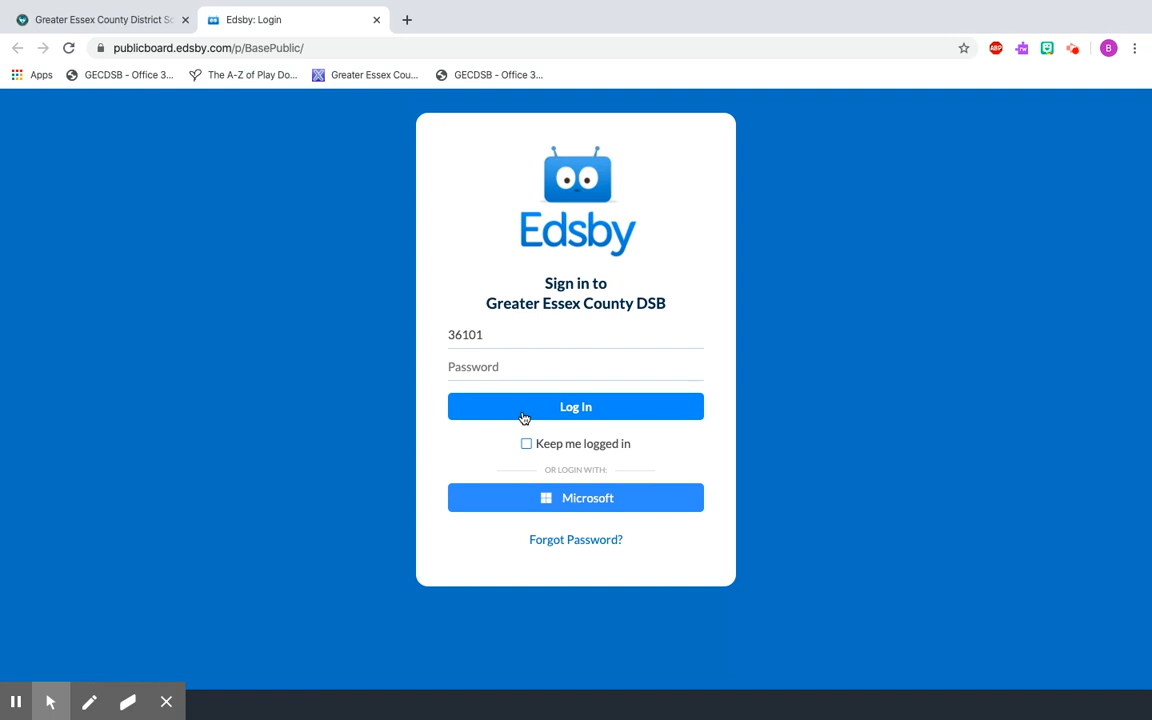 Greater Essex County District Sc
Edsby: Login
publicboard.edsby.com/p/BasePublic/
ABP
rw
B
Apps
GECDSB - Office 3...
The A-Z of Play Do...
Greater Essex Cou...
GECDSB - Office 3...
Edsby
Sign in to
Greater Essex County DSB
36101
Password
Log In
Keep me logged in
OR LOGIN WITH:
Microsoft
Forgot Password?